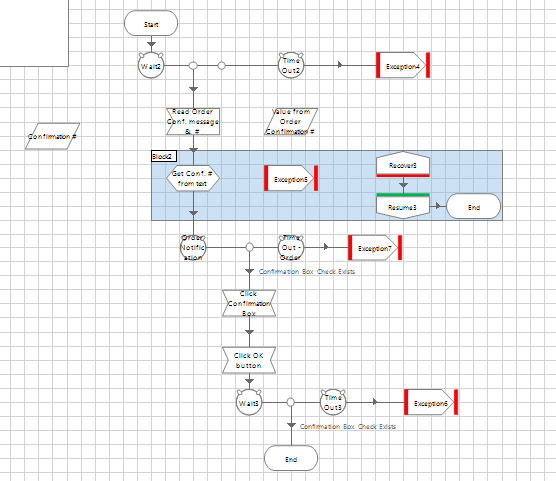 Start
Wait2
Time
Out2
Exception4
Read Order
Conf. message
& #
Value from
Order
Confirmation #
Confirmation #
Block2
Get Conf. #
from text
Exception5
Recover3
Resume3
End
Order
Notific
ation
Time
Out -
Order
Exception7
Confirmation Box Check Exists
Click
Confirmation
Box
Click OK
button
Wait3
Time
Out3
Exception6
Confirmation Box Check Exists
End